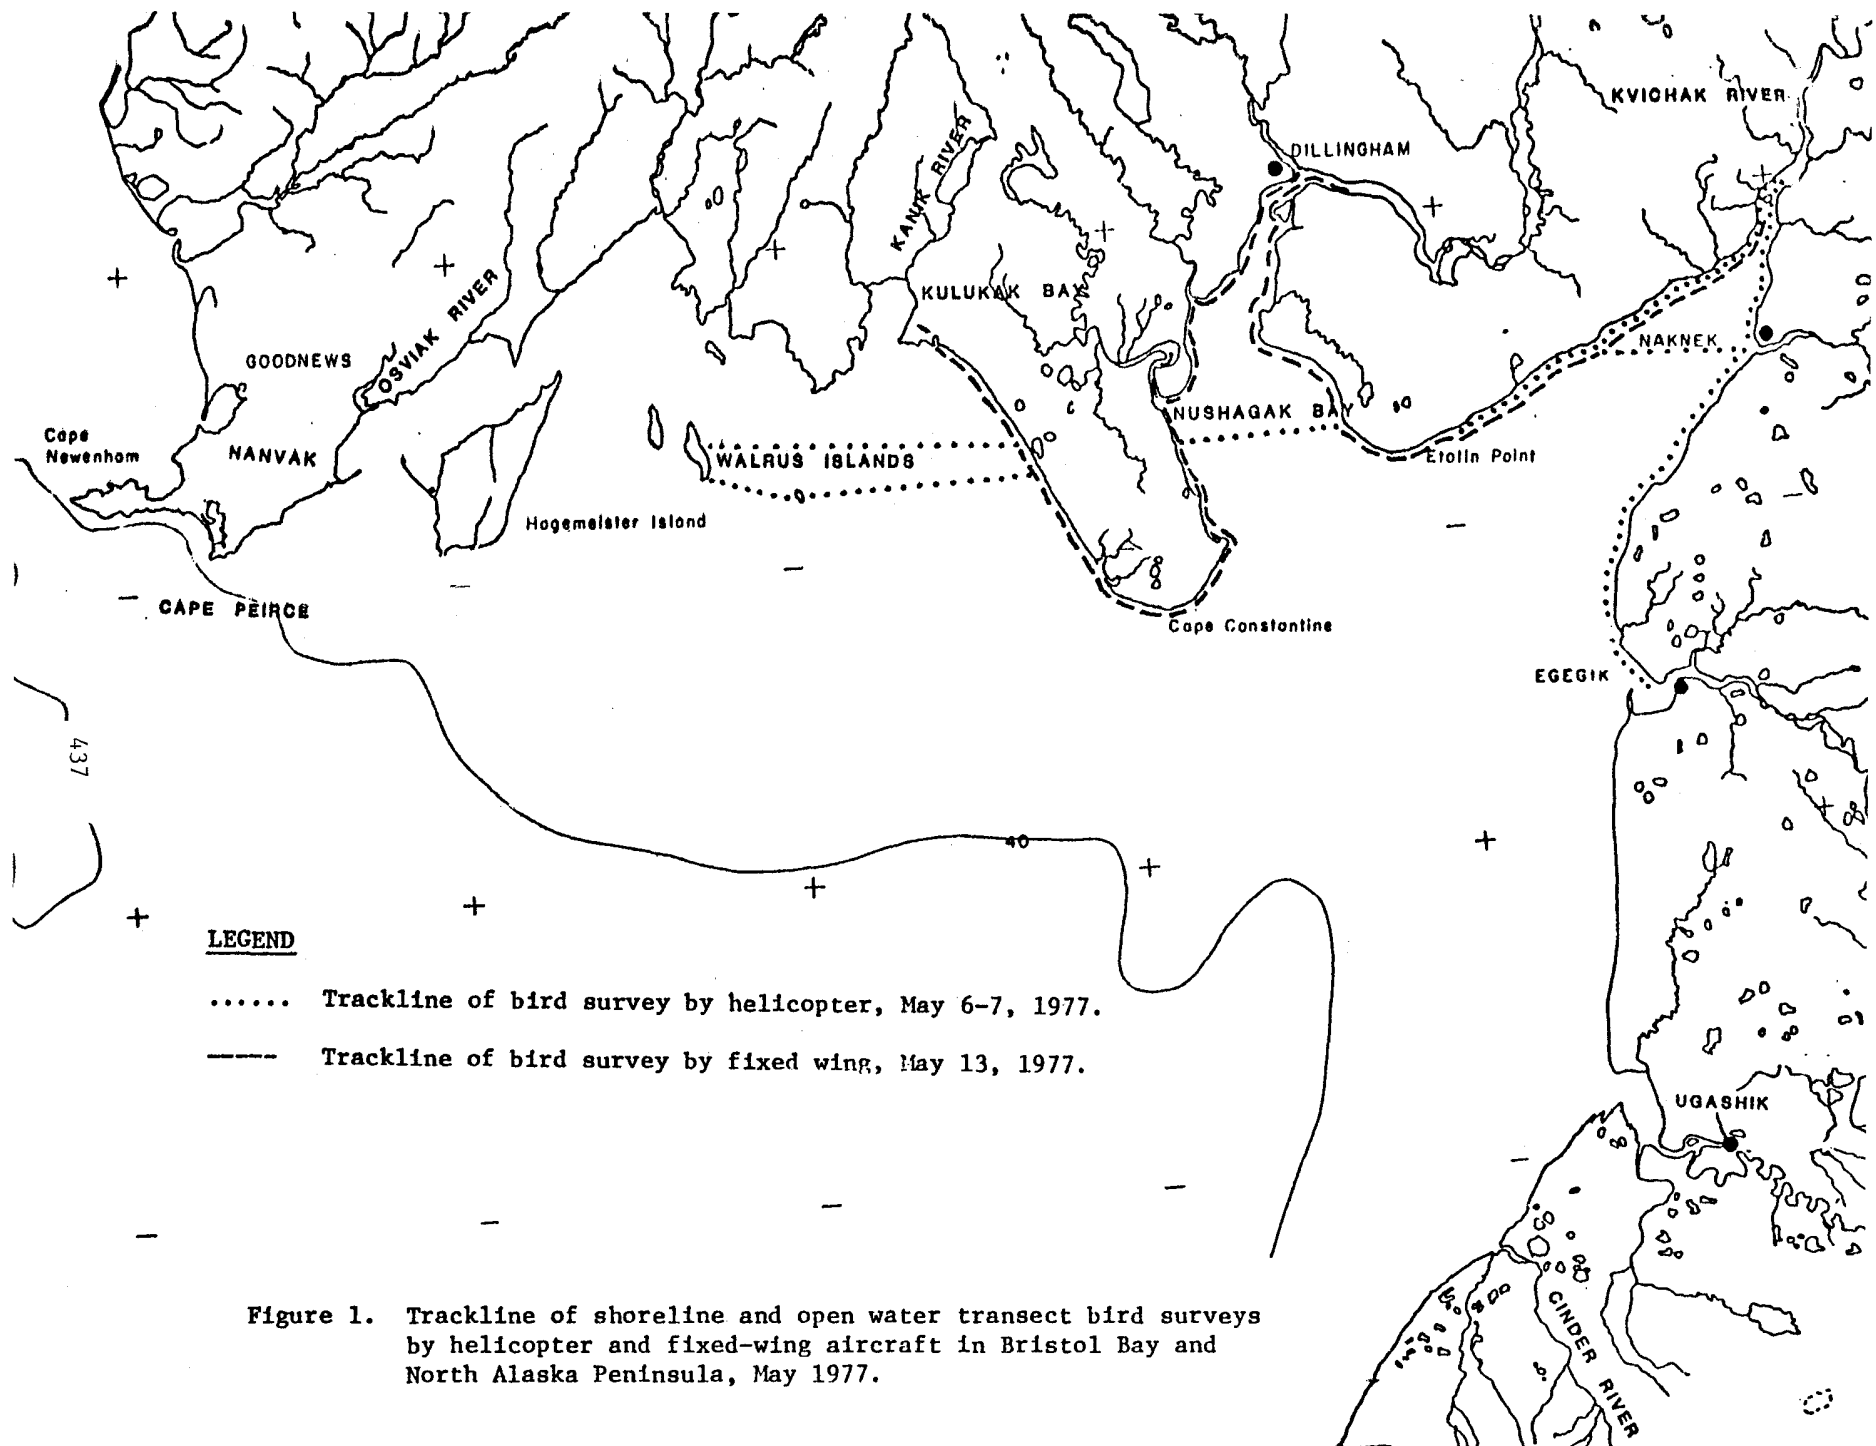 KVICHAK RIVER
DILLINGHAM
KANIK RIVER
KULUKAK BAY
OSVIAK RIVER
GOODNEWS
NAKNEK
NUSHAGAK BAY
Cape
Newenham
NANVAK
WALRUS ISLANDS
Etolin Point
Hagemeister Island
CAPE PEIRCE
Cape Constantine
EGEGIK
437
40
LEGEND
...... Trackline of bird survey by helicopter, May 6-7, 1977.
——— Trackline of bird survey by fixed wing, May 13, 1977.
UGASHIK
CINDER RIVER
Figure 1. Trackline of shoreline and open water transect bird surveys
by helicopter and fixed-wing aircraft in Bristol Bay and
North Alaska Peninsula, May 1977.